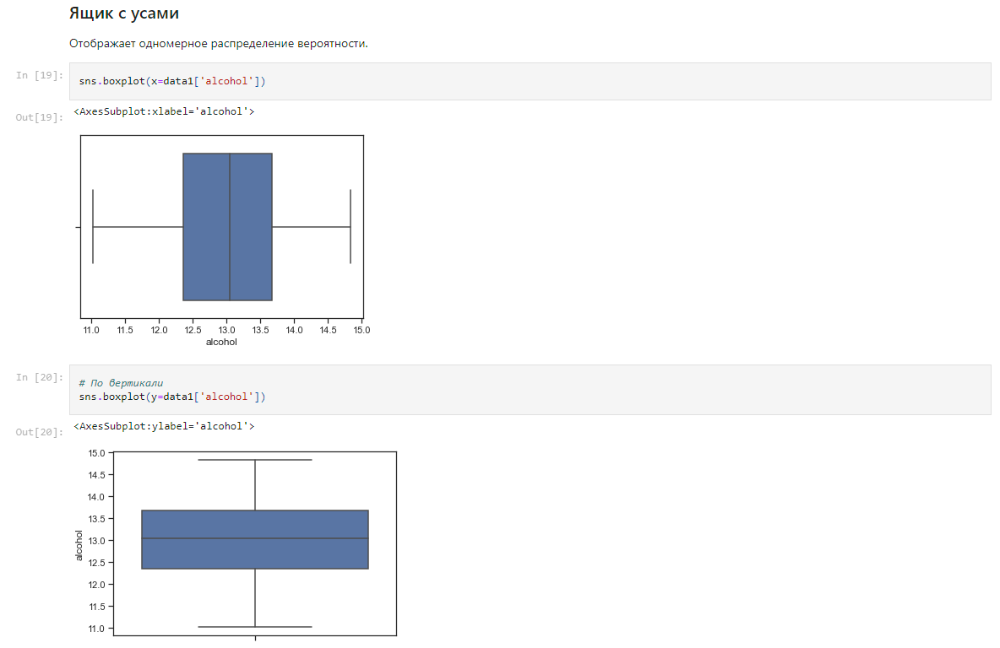 Ящик с усами
Отображает одномерное распределение вероятности.
In [19]:
sns.boxplot(x=data1['alcohol'])
Out[19]:
<AxesSubplot:xlabel='alcohol'>
11.0 11.5 12.0 12.5 13.0 13.5 14.0 14.5 15.0
alcohol
In [20]:
# По вертикали
sns.boxplot(y=data1['alcohol'])
Out[20]:
<AxesSubplot:ylabel='alcohol'>
15.0
14.5
14.0
13.5
13.0
12.5
12.0
11.5
11.0
alcohol